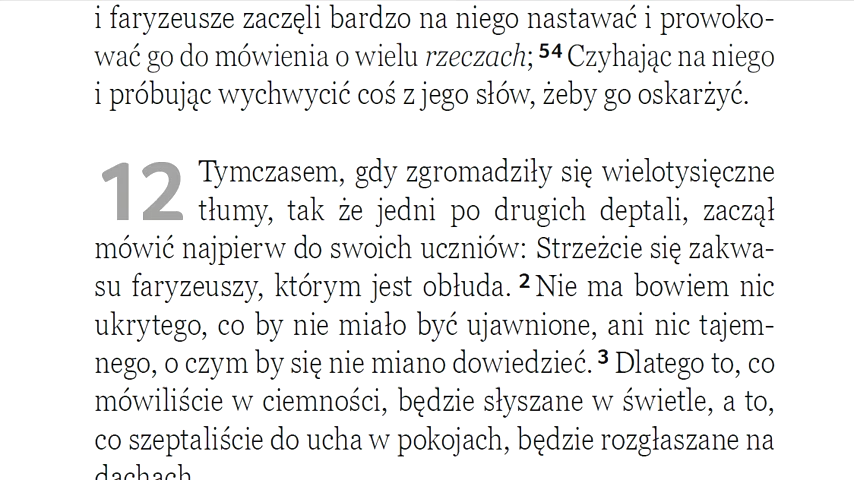 i faryzeusze zaczęli bardzo na niego nastawać i prowoko-
wać go do mówienia o wielu rzeczach; 54 Czyhając na niego
i próbując wychwycić coś z jego słów, żeby go oskarżyć.
12 Tymczasem, gdy zgromadziły się wielotysięczne
tłumy, tak że jedni po drugich deptali, zaczął
mówić najpierw do swoich uczniów: Strzeżcie się zakwa-
su faryzeuszy, którym jest obłuda. 2 Nie ma bowiem nic
ukrytego, co by nie miało być ujawnione, ani nic tajem-
nego, o czym by się nie miano dowiedzieć. 3 Dlatego to, co
mówiliście w ciemności, będzie słyszane w świetle, a to,
co szeptaliście do ucha w pokojach, będzie rozgłaszane na
dachach